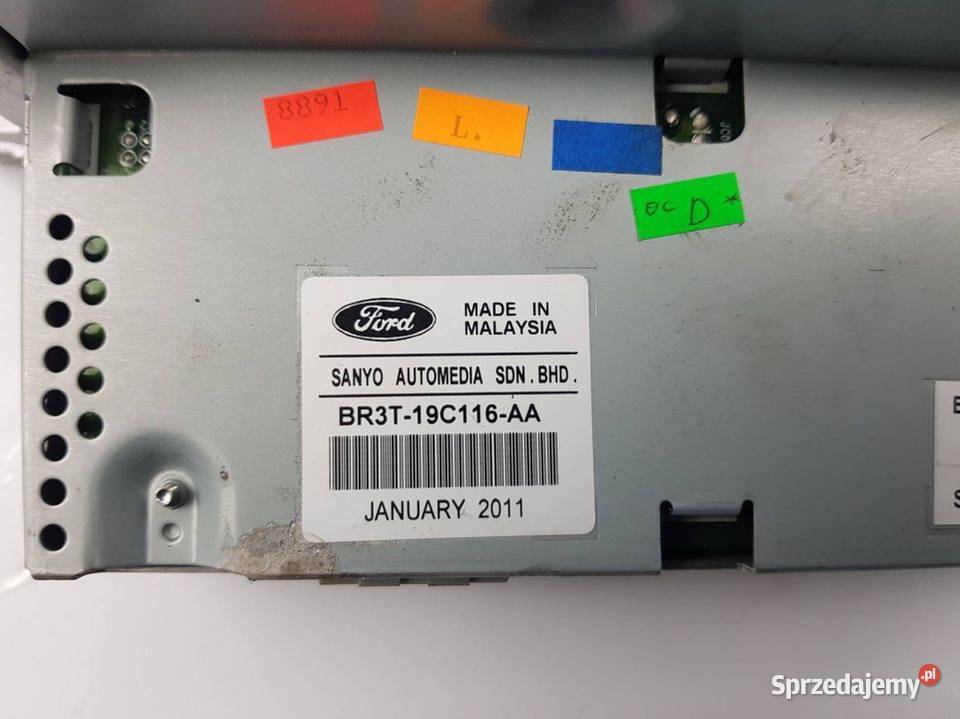 8891
L.
OC D*
Ford
MADE IN
MALAYSIA
SANYO AUTOMEDIA SDN.BHD.
BR3T-19C116-AA
JANUARY 2011
Sprzedajemy.pl